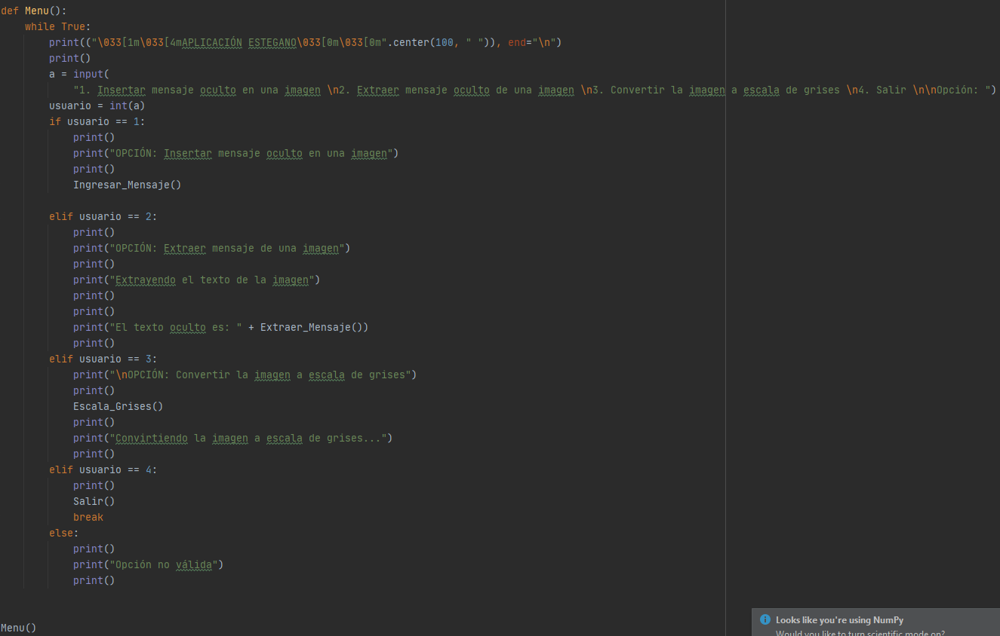 def Menu():
    while True:
        print(("\033[1m\033[4mAPLICACIÓN ESTEGANO\033[0m\033[0m".center(100, " ")), end="\n")
        print()
        a = input(
            "1. Insertar mensaje oculto en una imagen \n2. Extraer mensaje oculto de una imagen \n3. Convertir la imagen a escala de grises \n4. Salir \n\nOpción: ")
        usuario = int(a)
        if usuario == 1:
            print()
            print("OPCIÓN: Insertar mensaje oculto en una imagen")
            print()
            Ingresar_Mensaje()

        elif usuario == 2:
            print()
            print("OPCIÓN: Extraer mensaje de una imagen")
            print()
            print("Extrayendo el texto de la imagen")
            print()
            print()
            print("El texto oculto es: " + Extraer_Mensaje())
            print()
        elif usuario == 3:
            print("\nOPCIÓN: Convertir la imagen a escala de grises")
            print()
            Escala_Grises()
            print()
            print("Convirtiendo la imagen a escala de grises...")
            print()
        elif usuario == 4:
            print()
            Salir()
            break
        else:
            print()
            print("Opción no válida")
            print()

Menu()
Looks like you're using NumPy
Would you like to turn scientific mode on?